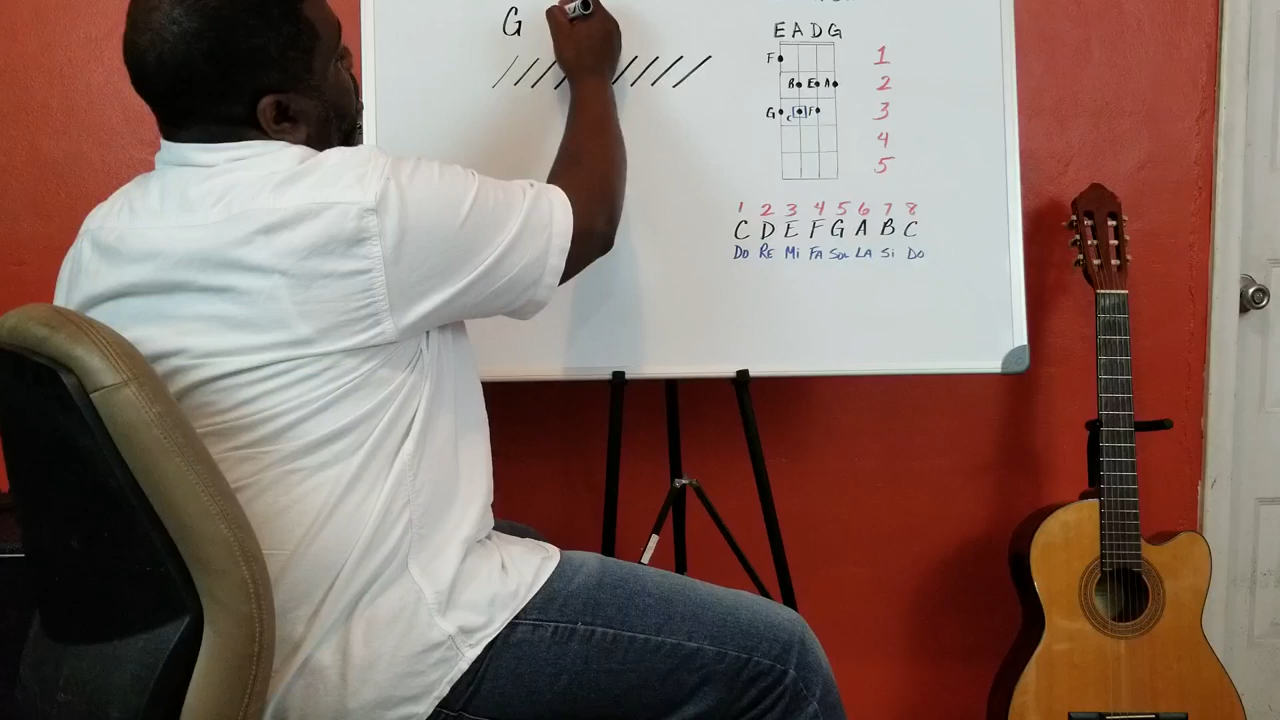 G
E A D G
F 1
B E A 2
G C F 3
4
5
1 2 3 4 5 6 7 8
C D E F G A B C
Do RE Mi FA SOL LA Si Do